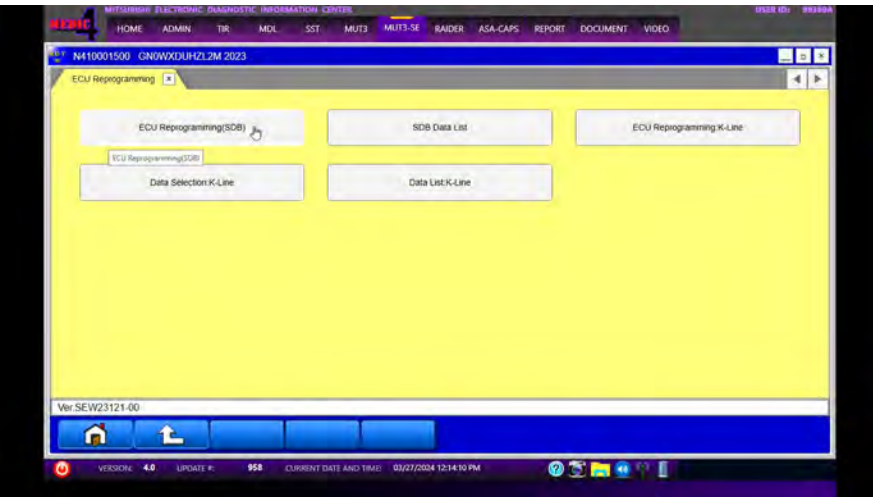 MITSUBISHI ELECTRONIC DIAGNOSTIC INFORMATION CENTER
MEDIC 4 HOME ADMIN TIR MDL SST MUT3 MUT3-SE RAIDER ASA-CAPS REPORT DOCUMENT VIDEO
N410001500 GN0WXDUHZL2M 2023
ECU Reprogramming
ECU Reprogramming(SDB) SDB Data List ECU Reprogramming:K-Line
ECU Reprogramming(SDB)
Data Selection:K-Line Data List:K-Line
Ver.SEW23121-00
VERSION: 4.0 UPDATE #: 958 CURRENT DATE AND TIME: 03/27/2024 12:14:10 PM